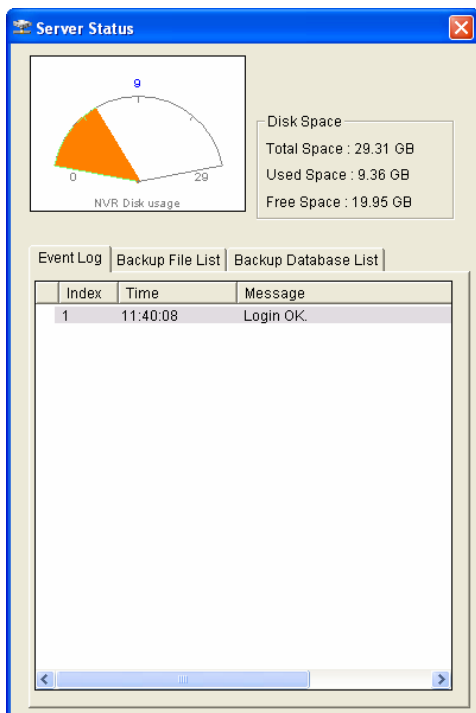 Server Status
9
0
29
NVR Disk usage
Disk Space
Total Space : 29.31 GB
Used Space : 9.36 GB
Free Space : 19.95 GB
Event Log
Backup File List
Backup Database List
Index Time Message
1 11:40:08 Login OK.